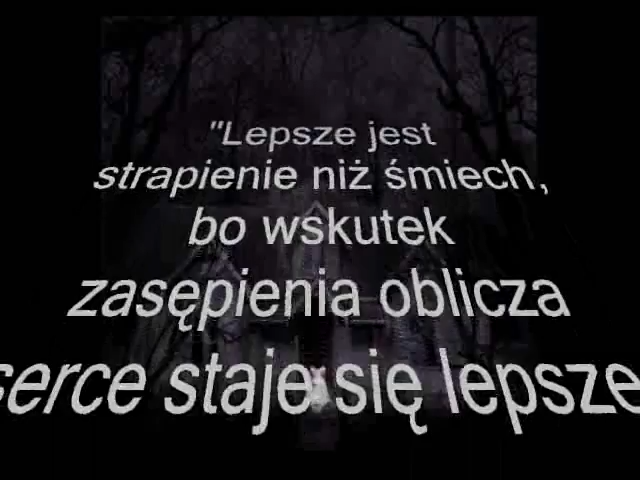 "Lepsze jest
strapienie niż śmiech,
bo wskutek
zasępienia oblicza
serce staje się lepsze